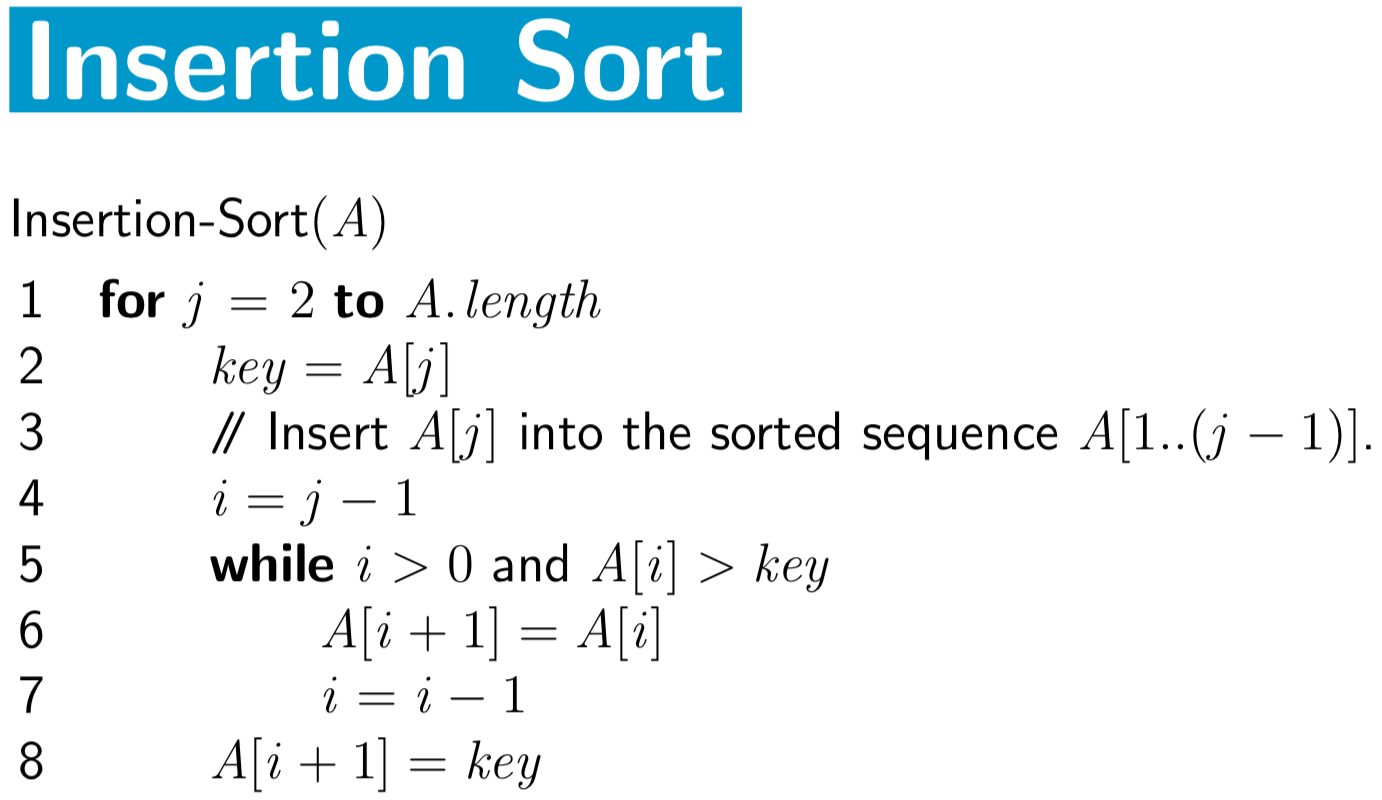 Insertion Sort
Insertion-Sort(A)
1 for j = 2 to A.length
2 key = A[j]
3 // Insert A[j] into the sorted sequence A[1..(j − 1)].
4 i = j − 1
5 while i > 0 and A[i] > key
6 A[i + 1] = A[i]
7 i = i − 1
8 A[i + 1] = key